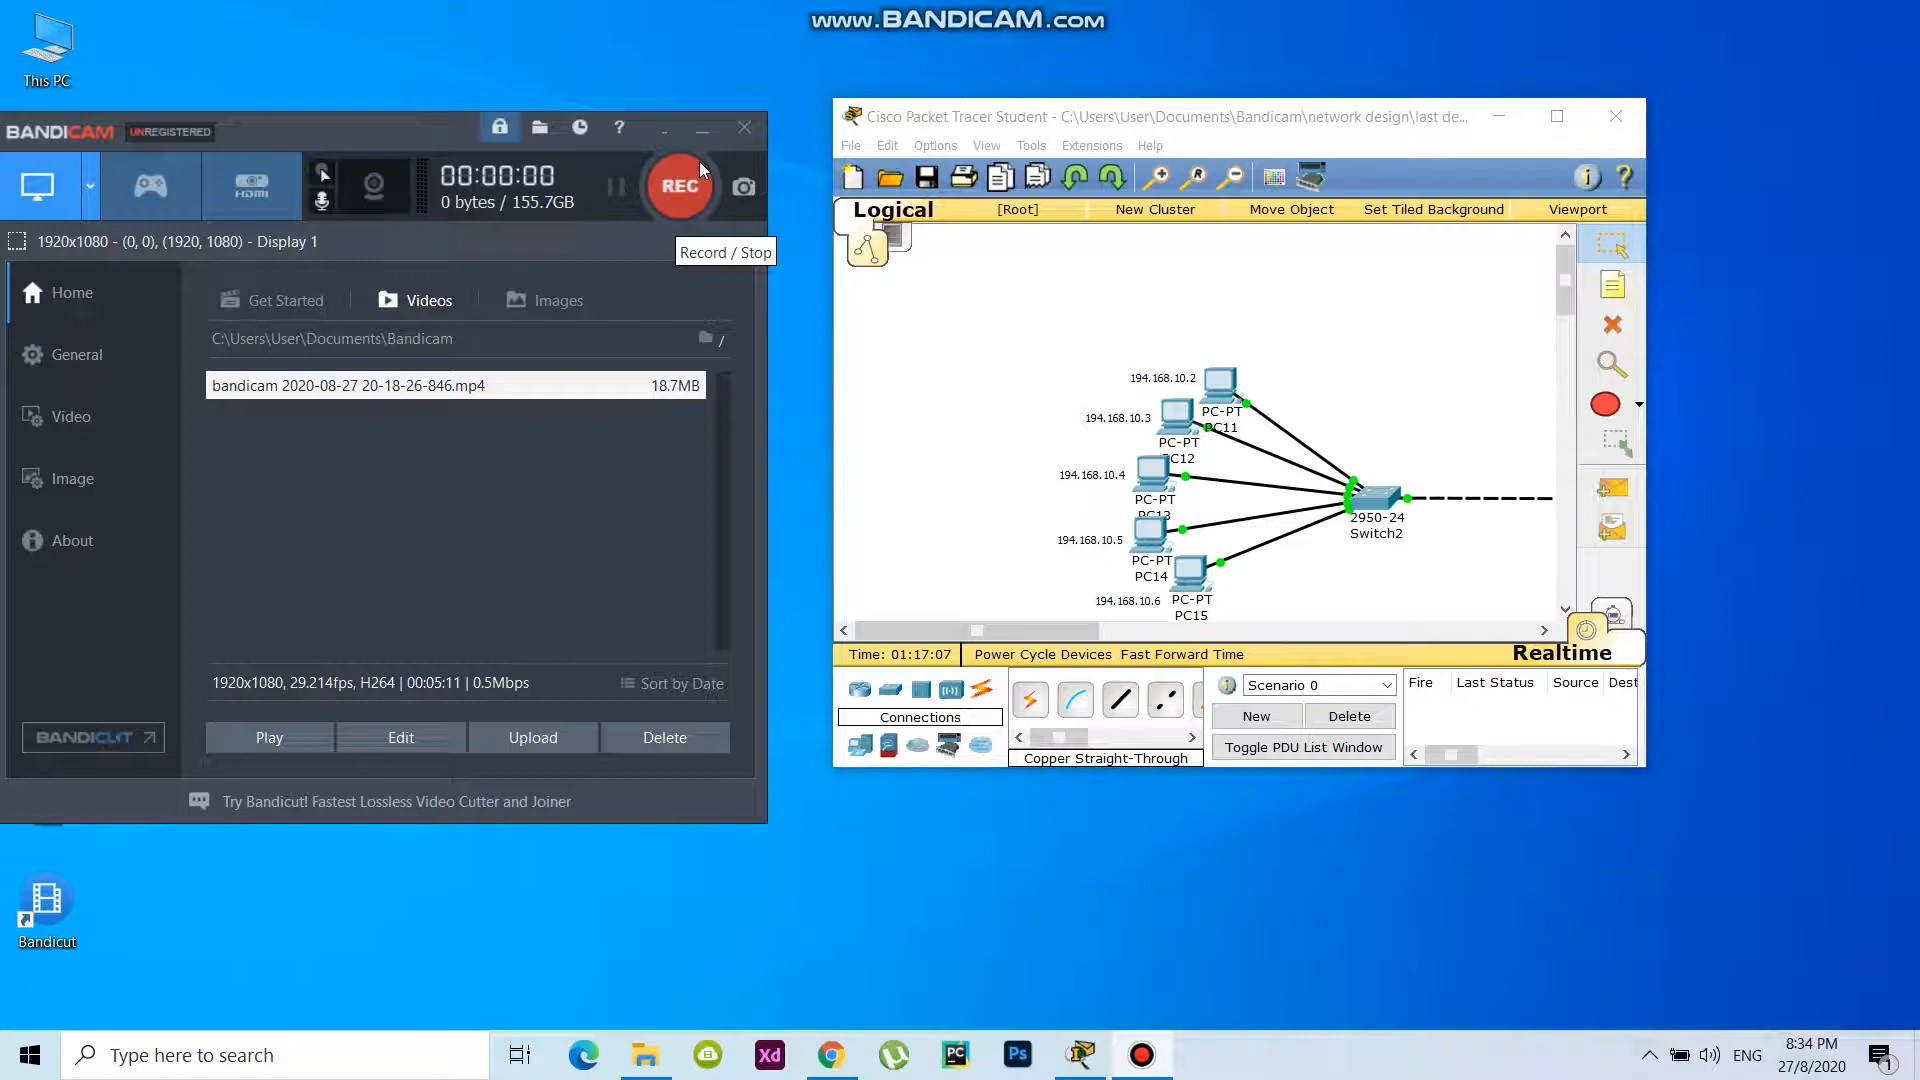 www.BANDICAM.com
This PC
BANDICAM UNREGISTERED
?
HDMI
00:00:00
0 bytes / 155.7GB
REC
1920x1080 - (0, 0), (1920, 1080) - Display 1
Record / Stop
Home
General
Video
Image
About
BANDICUT
Get Started
Videos
Images
C:\Users\User\Documents\Bandicam
/
bandicam 2020-08-27 20-18-26-846.mp4 18.7MB
1920x1080, 29.214fps, H264 | 00:05:11 | 0.5Mbps
Sort by Date
Play
Edit
Upload
Delete
Try Bandicut! Fastest Lossless Video Cutter and Joiner
Bandicut
Cisco Packet Tracer Student - C:\Users\User\Documents\Bandicam\network design\last de...
File Edit Options View Tools Extensions Help
R
i ?
Logical
[Root]
New Cluster
Move Object
Set Tiled Background
Viewport
194.168.10.2
PC-PT
PC11
194.168.10.3
PC-PT
PC12
194.168.10.4
PC-PT
PC13
194.168.10.5
PC-PT
PC14
194.168.10.6
PC-PT
PC15
2950-24
Switch2
Time: 01:17:07
Power Cycle Devices Fast Forward Time
Realtime
Connections
Copper Straight-Through
Scenario 0
New
Delete
Toggle PDU List Window
Fire Last Status Source Dest
Type here to search
Xd
PC
Ps
ENG
8:34 PM
27/8/2020
1